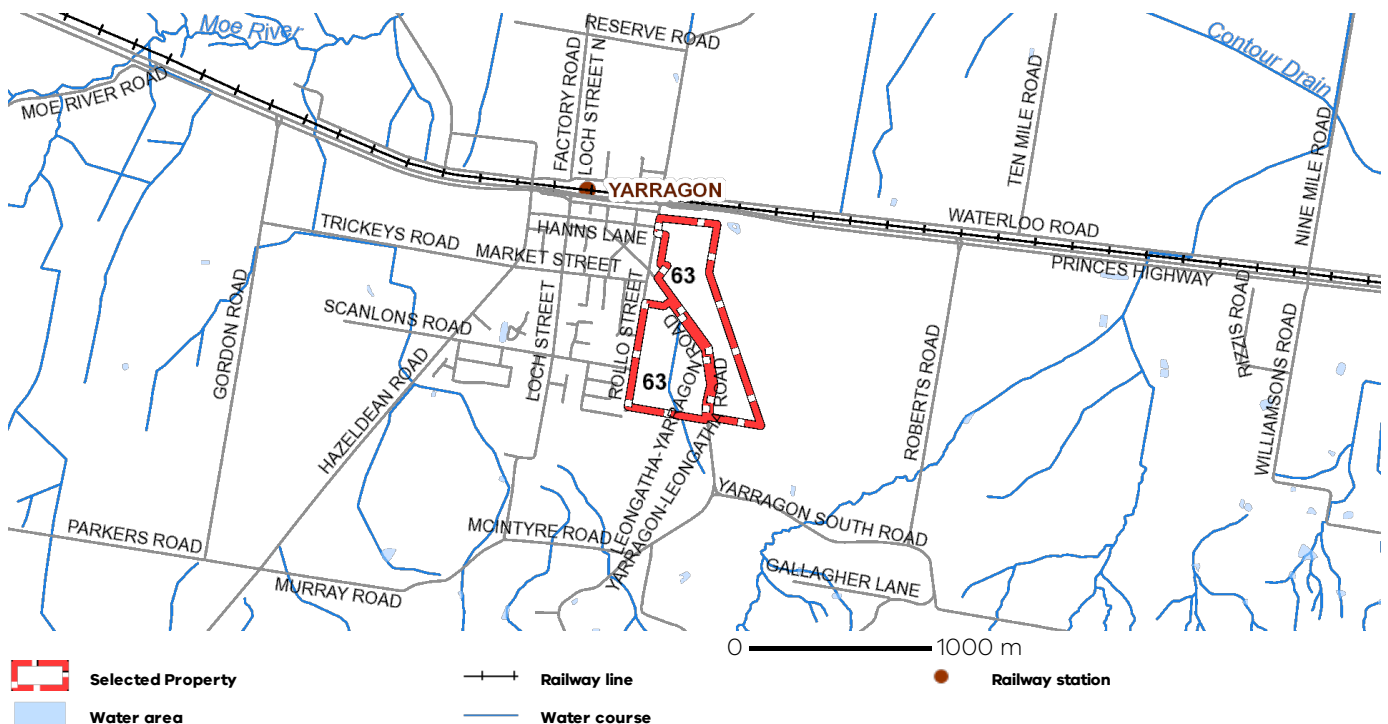 Moe River
RESERVE ROAD
Contour Drain
MOE RIVER ROAD
FACTORY ROAD
LOCH STREET N
TEN MILE ROAD
NINE MILE ROAD
YARRAGON
WATERLOO ROAD
TRICKEYS ROAD
HANNS LANE
MARKET STREET
PRINCES HIGHWAY
63
GORDON ROAD
SCANLONS ROAD
LOCH STREET
ROLLO STREET
HAZELDEAN ROAD
63
ROBERTS ROAD
RIZZIS ROAD
WILLIAMSONS ROAD
LEONGATHA-YARRAGON ROAD
YARRAGON-LEONGATHA ROAD
YARRAGON SOUTH ROAD
PARKERS ROAD
MCINTYRE ROAD
MURRAY ROAD
GALLAGHER LANE
0 1000 m
Selected Property Railway line Railway station
Water area Water course